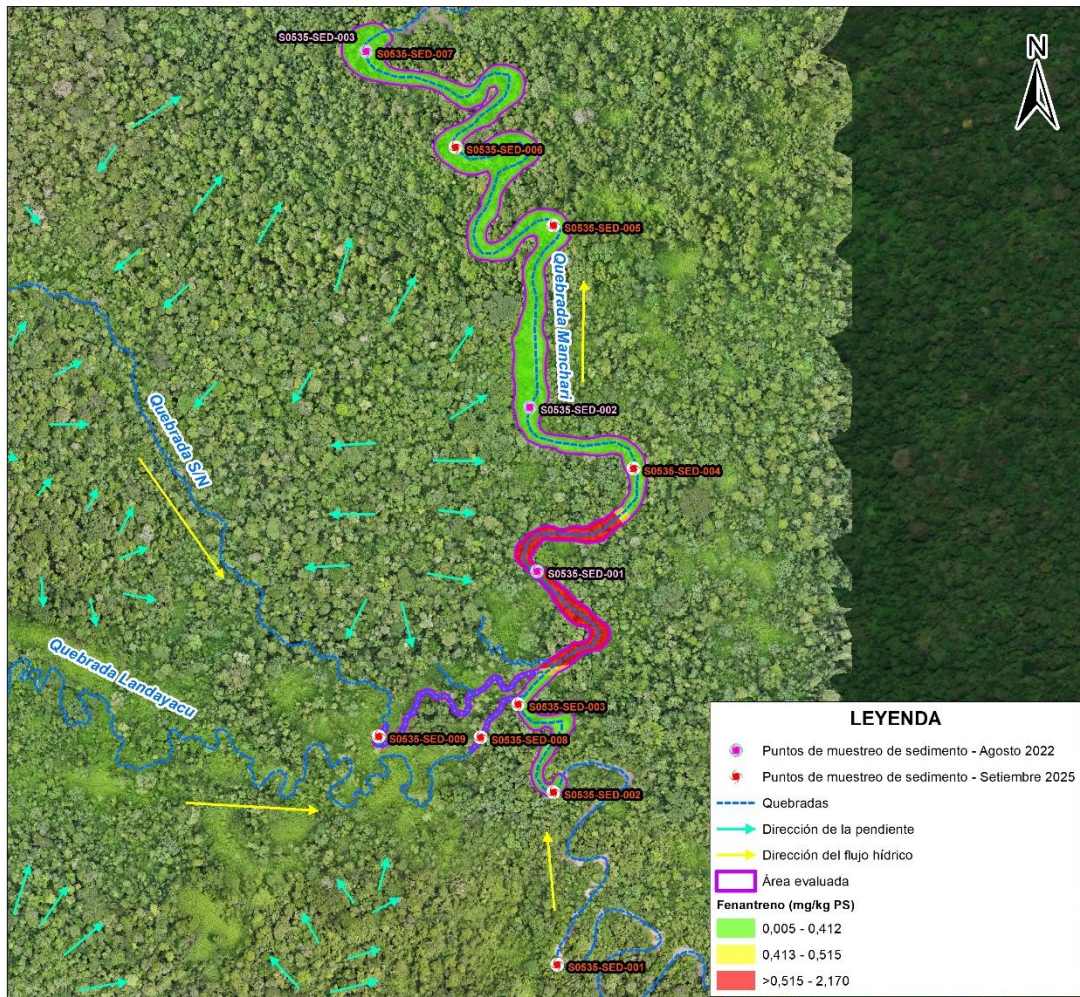 S0535-SED-003
S0535-SED-007
N
S0535-SED-006
S0535-SED-005
Quebrada Manchari
S0535-SED-002
Quebrada S/N
S0535-SED-004
S0535-SED-001
Quebrada Landayacu
S0535-SED-003
S0535-SED-009
S0535-SED-008
S0535-SED-002
S0535-SED-001
LEYENDA
Puntos de muestreo de sedimento - Agosto 2022
Puntos de muestreo de sedimento - Setiembre 2025
Quebradas
Dirección de la pendiente
Dirección del flujo hídrico
Área evaluada
Fenantreno (mg/kg PS)
0,005 - 0,412
0,413 - 0,515
>0,515 - 2,170